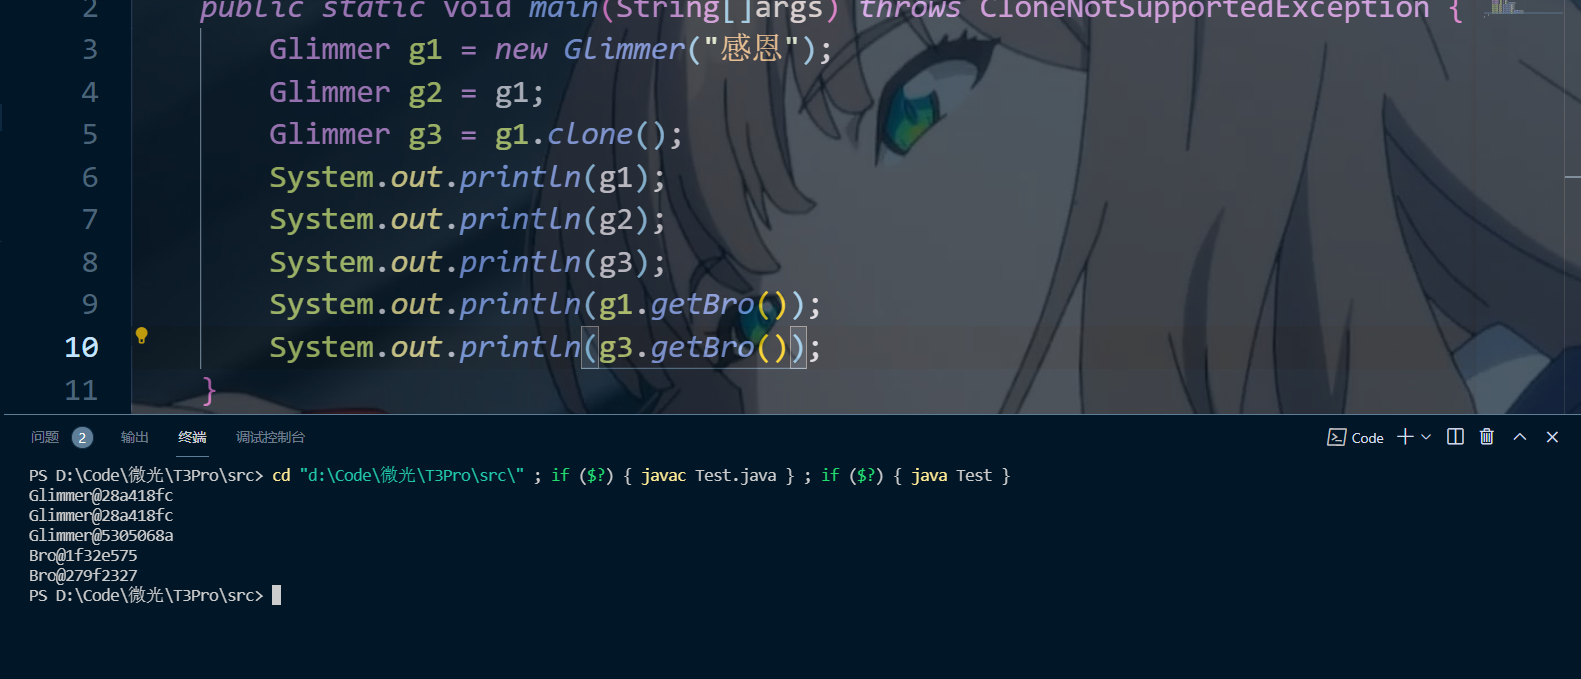 2 public static void main(String[]args) throws CloneNotSupportedException {
3 Glimmer g1 = new Glimmer("感恩");
4 Glimmer g2 = g1;
5 Glimmer g3 = g1.clone();
6 System.out.println(g1);
7 System.out.println(g2);
8 System.out.println(g3);
9 System.out.println(g1.getBro());
10 System.out.println(g3.getBro());
11 }
问题 2 输出 终端 调试控制台 Code
PS D:\Code\微光\T3Pro\src> cd "d:\Code\微光\T3Pro\src\" ; if ($?) { javac Test.java } ; if ($?) { java Test }
Glimmer@28a418fc
Glimmer@28a418fc
Glimmer@5305068a
Bro@1f32e575
Bro@279f2327
PS D:\Code\微光\T3Pro\src>